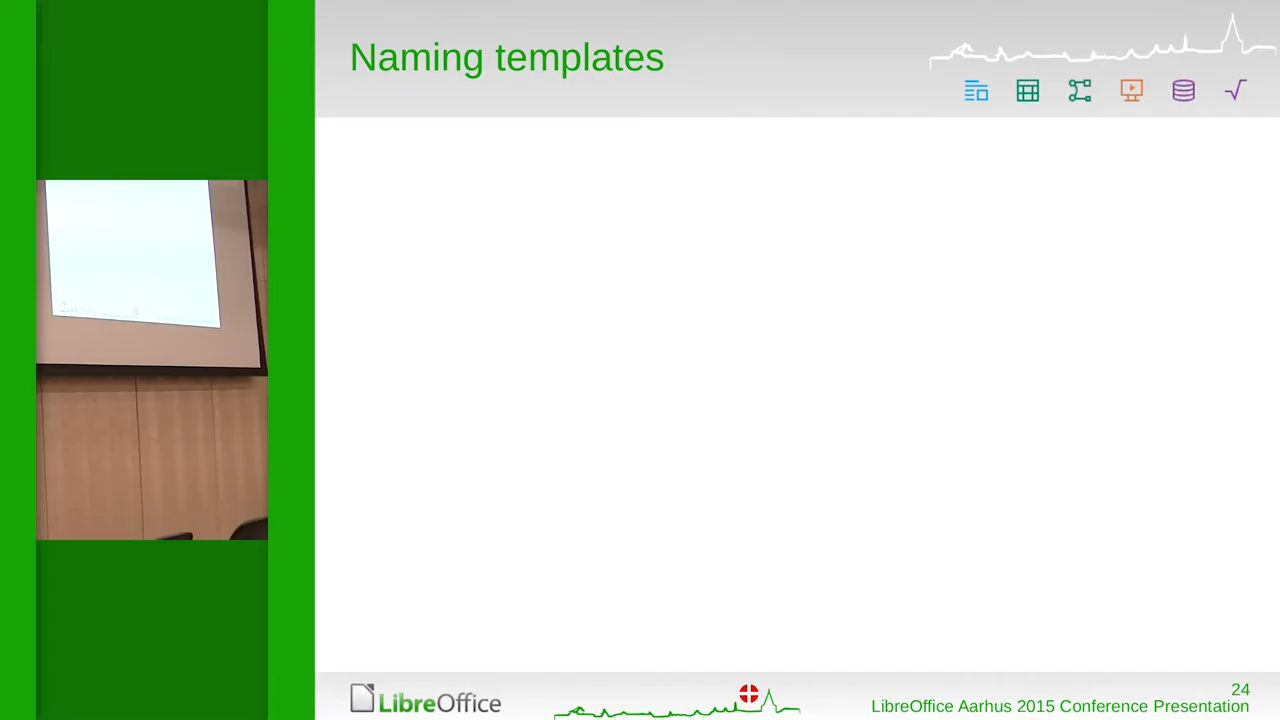 Naming templates
LibreOffice
24
LibreOffice Aarhus 2015 Conference Presentation